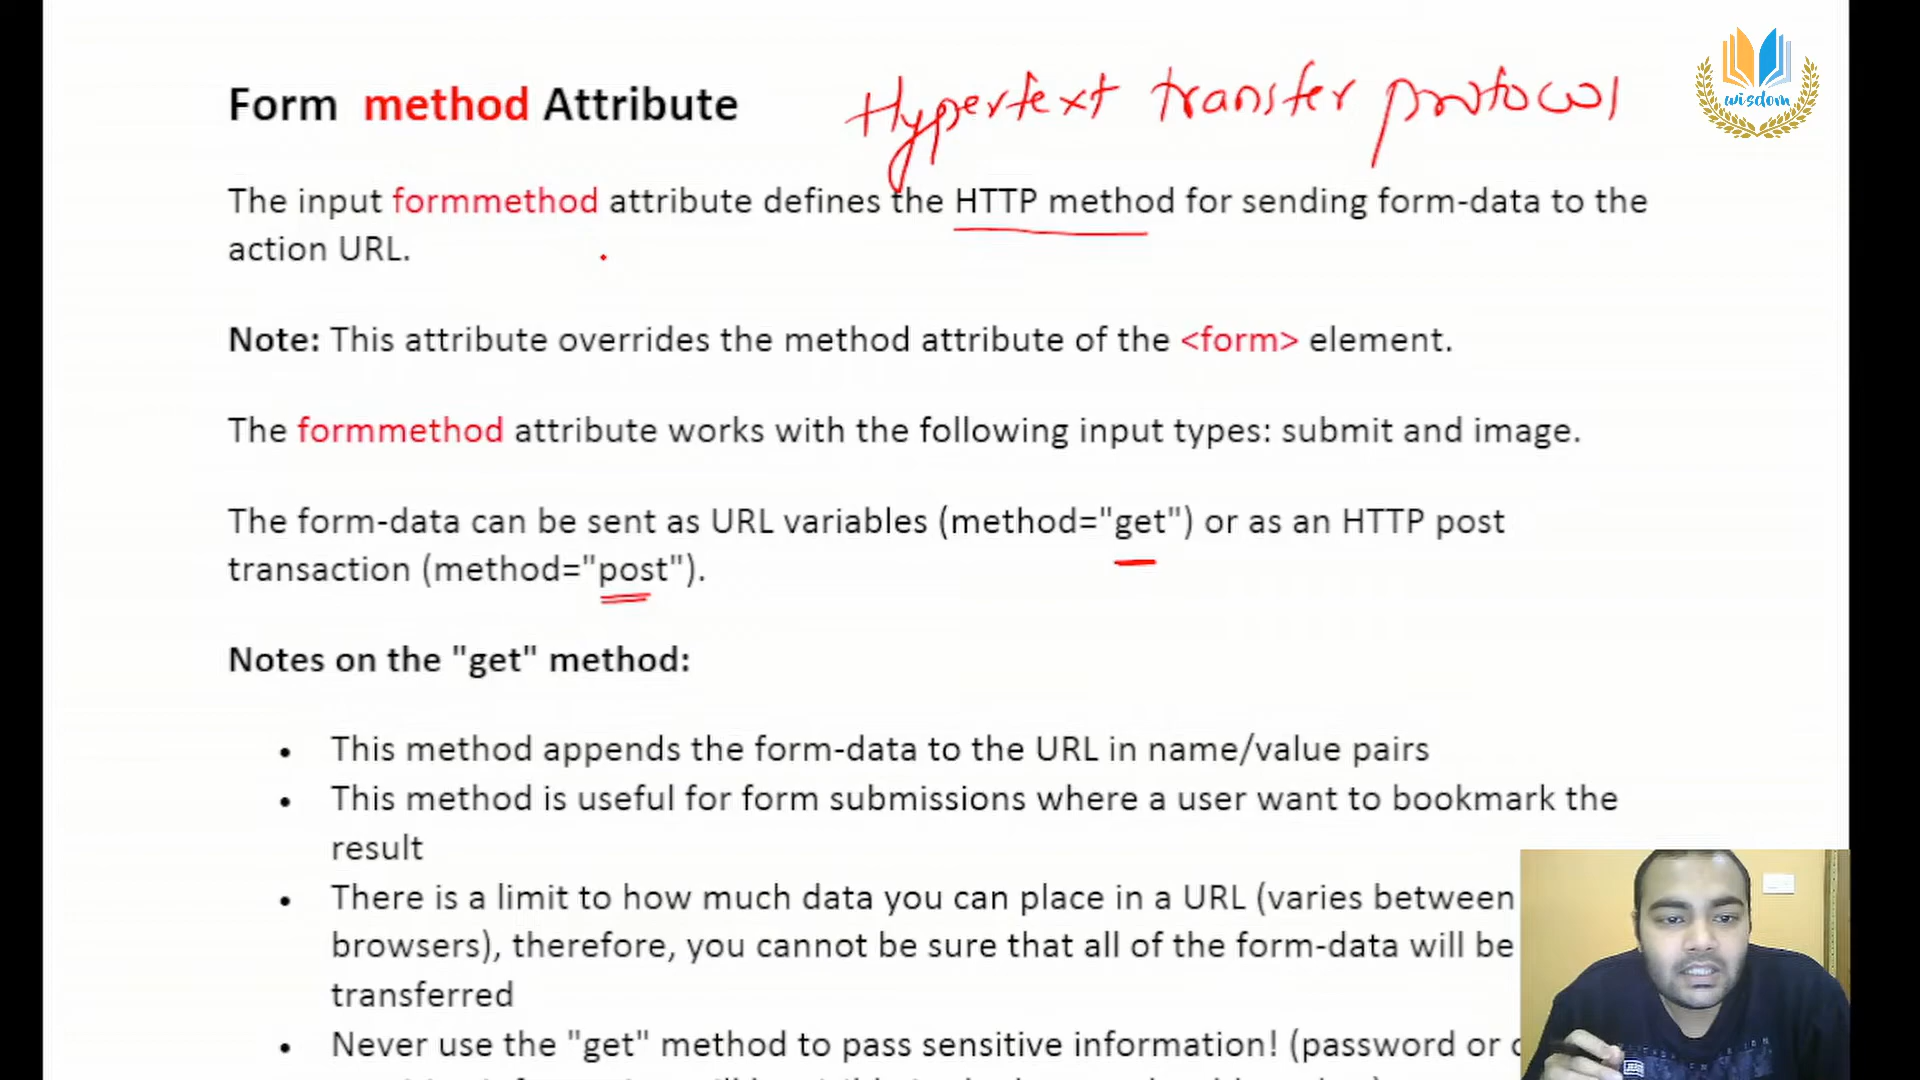 Form method Attribute
Hypertext transfer protocol
wisdom
The input formmethod attribute defines the HTTP method for sending form-data to the
action URL.
Note: This attribute overrides the method attribute of the <form> element.
The formmethod attribute works with the following input types: submit and image.
The form-data can be sent as URL variables (method="get") or as an HTTP post
transaction (method="post").
Notes on the "get" method:
• This method appends the form-data to the URL in name/value pairs
• This method is useful for form submissions where a user want to bookmark the
result
• There is a limit to how much data you can place in a URL (varies between
browsers), therefore, you cannot be sure that all of the form-data will be
transferred
• Never use the "get" method to pass sensitive information! (password or